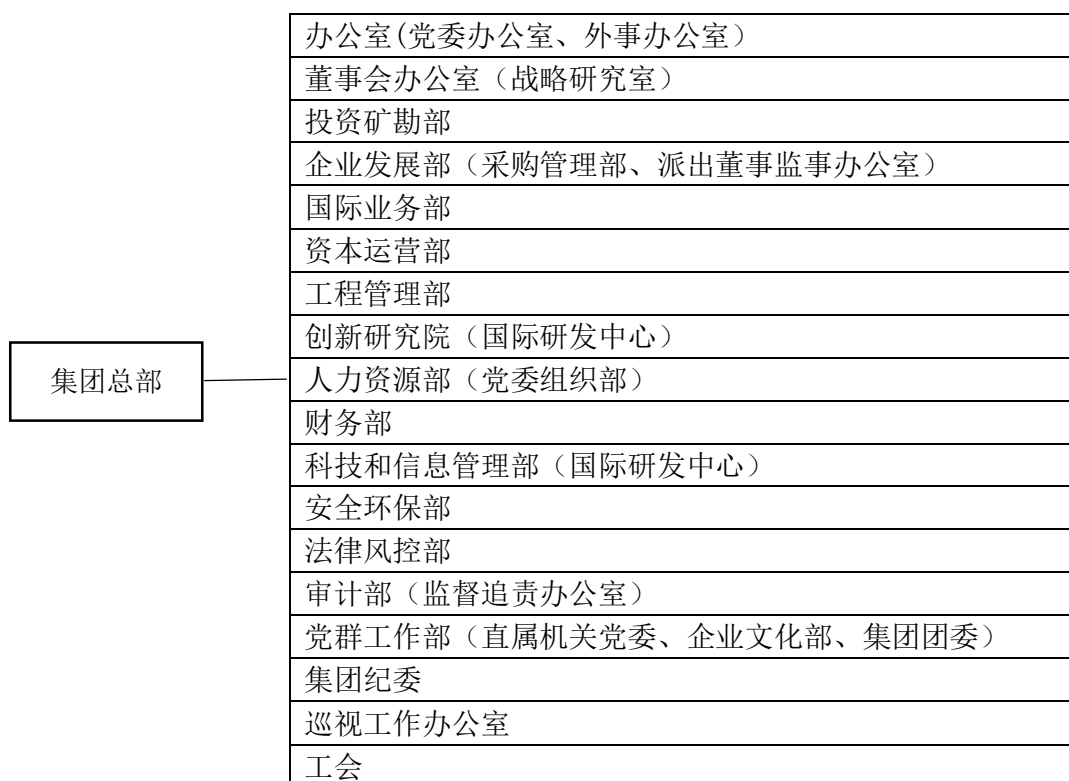 办公室(党委办公室、外事办公室）
董事会办公室（战略研究室）
投资矿勘部
企业发展部（采购管理部、派出董事监事办公室）
国际业务部
资本运营部
工程管理部
创新研究院（国际研发中心）
集团总部
人力资源部（党委组织部）
财务部
科技和信息管理部（国际研发中心）
安全环保部
法律风控部
审计部（监督追责办公室）
党群工作部（直属机关党委、企业文化部、集团团委）
集团纪委
巡视工作办公室
工会